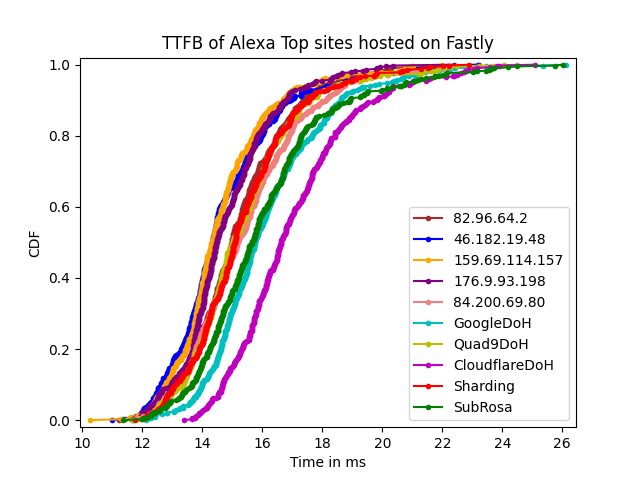 TTFB of Alexa Top sites hosted on Fastly
1.0
0.8
0.6
0.4
0.2
0.0
CDF
82.96.64.2
46.182.19.48
159.69.114.157
176.9.93.198
84.200.69.80
GoogleDoH
Quad9DoH
CloudflareDoH
Sharding
SubRosa
10 12 14 16 18 20 22 24 26
Time in ms